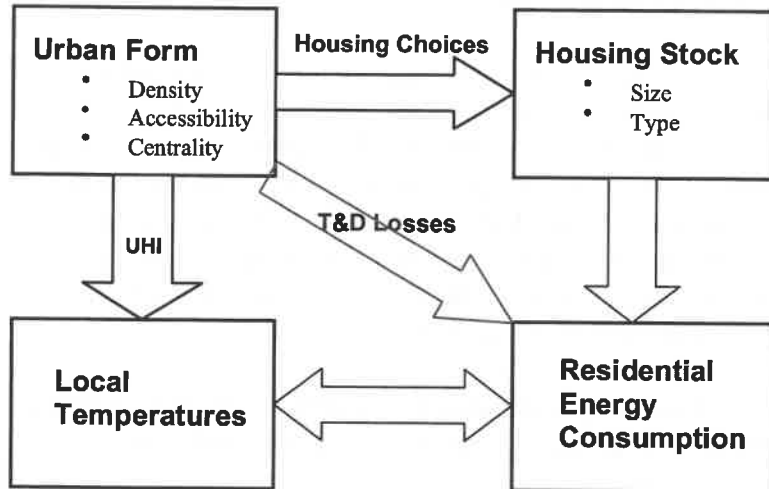 Urban Form
• Density
• Accessibility
• Centrality
Housing Choices
Housing Stock
• Size
• Type
T&D Losses
UHI
Local
Temperatures
Residential
Energy
Consumption